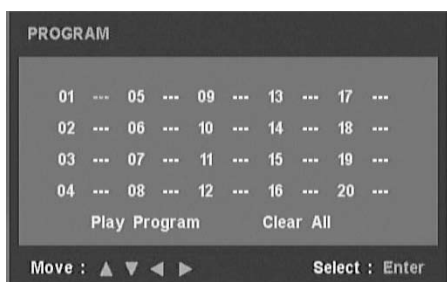 PROGRAM
01 --- 05 --- 09 --- 13 --- 17 ---
02 --- 06 --- 10 --- 14 --- 18 ---
03 --- 07 --- 11 --- 15 --- 19 ---
04 --- 08 --- 12 --- 16 --- 20 ---
Play Program Clear All
Move : ▲ ▼ ◀ ▶ Select : Enter